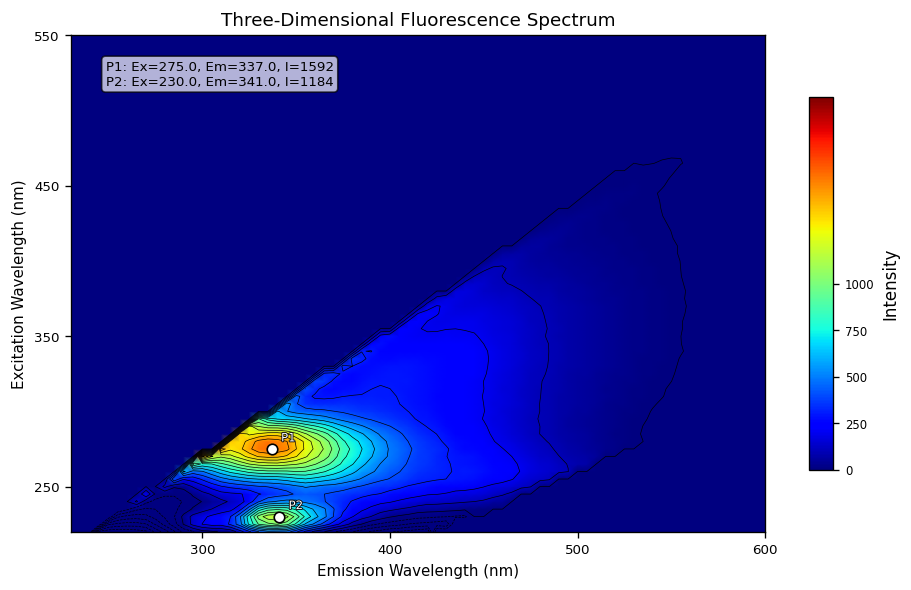 Three-Dimensional Fluorescence Spectrum
550
P1: Ex=275.0, Em=337.0, I=1592
P2: Ex=230.0, Em=341.0, I=1184
450
350
250
Excitation Wavelength (nm)
P1
P2
300 400 500 600
Emission Wavelength (nm)
1000
750
500
250
0
Intensity